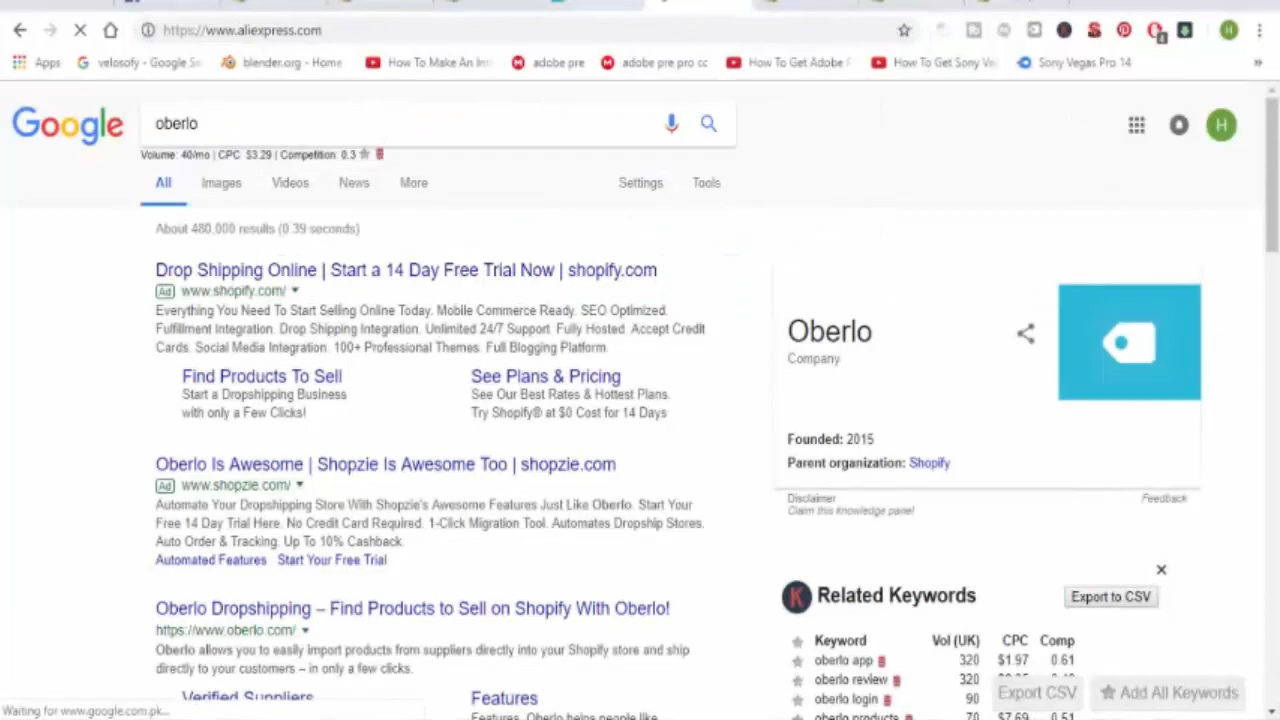 https://www.aliexpress.com
Apps
velosofy - Google Se
blender.org - Home
How To Make An Int
adobe pre
adobe pre pro cc
How To Get Adobe F
How To Get Sony Ve
Sony Vegas Pro 14
»
Google
oberlo
H
Volume: 40/mo | CPC: $3.29 | Competition: 0.3
All
Images
Videos
News
More
Settings
Tools
About 480,000 results (0.39 seconds)
Drop Shipping Online | Start a 14 Day Free Trial Now | shopify.com
Ad www.shopify.com/
Everything You Need To Start Selling Online Today. Mobile Commerce Ready. SEO Optimized.
Fulfillment Integration. Drop Shipping Integration. Unlimited 24/7 Support. Fully Hosted. Accept Credit
Cards. Social Media Integration. 100+ Professional Themes. Full Blogging Platform.
Find Products To Sell
Start a Dropshipping Business
with only a Few Clicks!
See Plans & Pricing
See Our Best Rates & Hottest Plans.
Try Shopify® at $0 Cost for 14 Days
Oberlo Is Awesome | Shopzie Is Awesome Too | shopzie.com
Ad www.shopzie.com/
Automate Your Dropshipping Store With Shopzie's Awesome Features Just Like Oberlo. Start Your
Free 14 Day Trial Here. No Credit Card Required. 1-Click Migration Tool. Automates Dropship Stores.
Auto Order & Tracking. Up To 10% Cashback.
Automated Features Start Your Free Trial
Oberlo Dropshipping – Find Products to Sell on Shopify With Oberlo!
https://www.oberlo.com/
Oberlo allows you to easily import products from suppliers directly into your Shopify store and ship
directly to your customers – in only a few clicks.
Verified Suppliers
Features
Features. Oberlo helps people like
Oberlo
Company
Founded: 2015
Parent organization: Shopify
Disclaimer
Feedback
Claim this knowledge panel
K
Related Keywords
Export to CSV
Keyword Vol (UK) CPC Comp
oberlo app 320 $1.97 0.61
oberlo review 320
oberlo login 90
oberlo products 70 $7.69 0.51
Export CSV
Add All Keywords
Waiting for www.google.com.pk...